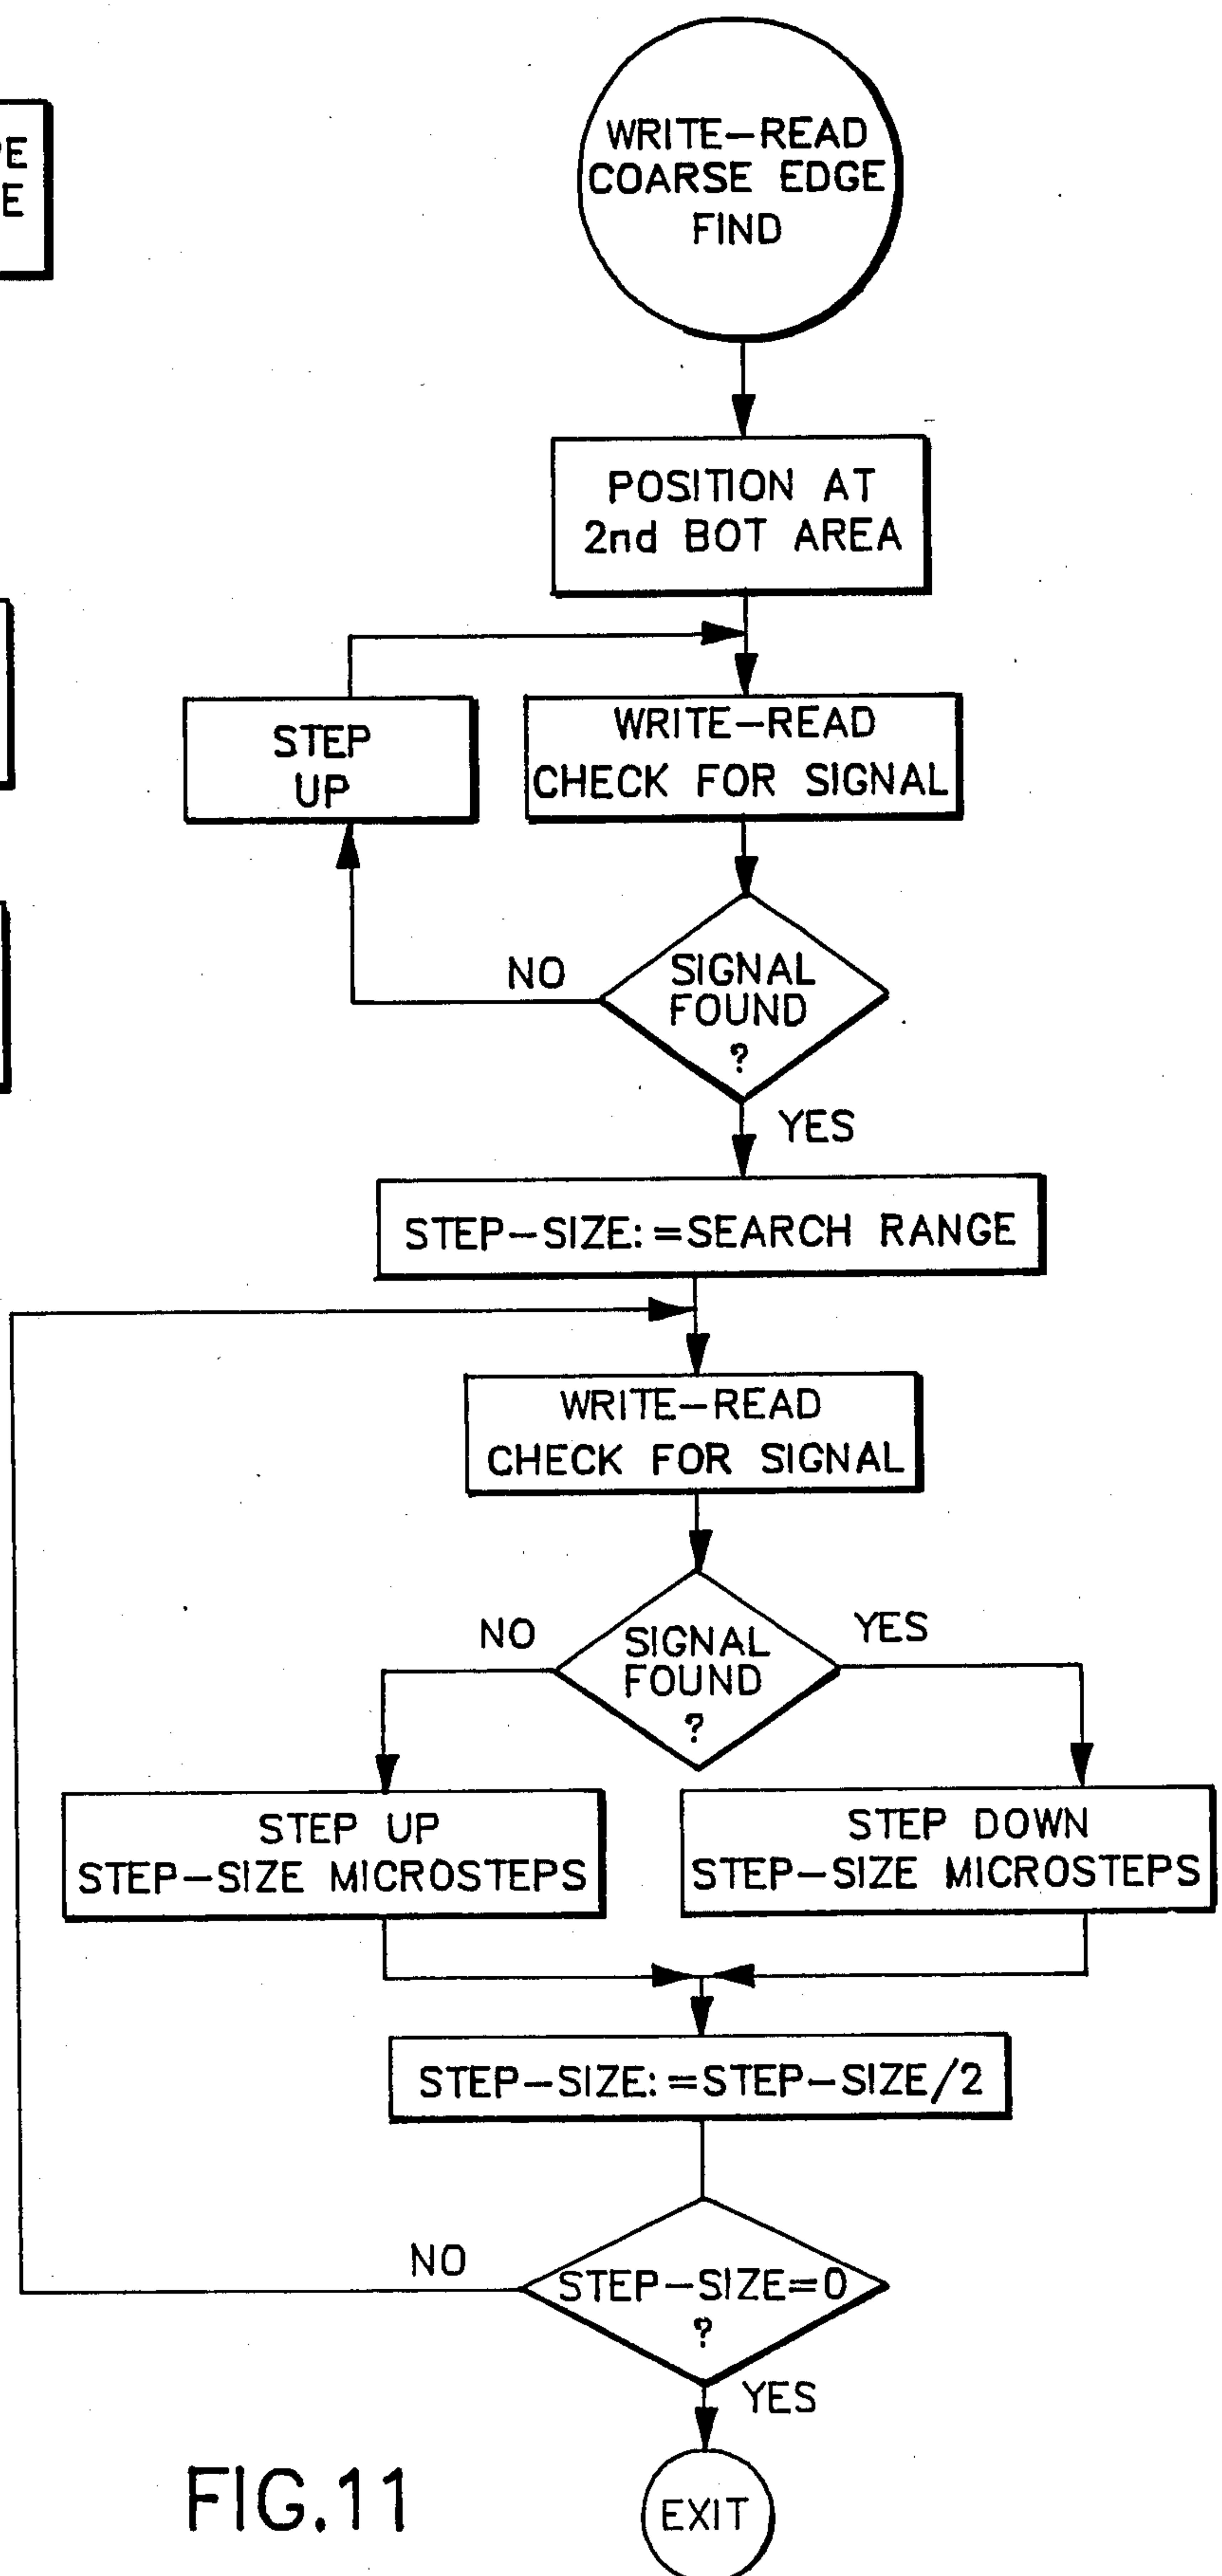 PE
E
WRITE-READ
COARSE EDGE
FIND
POSITION AT
2nd BOT AREA
STEP
UP
WRITE-READ
CHECK FOR SIGNAL
NO
SIGNAL
FOUND
?
YES
STEP-SIZE:=SEARCH RANGE
WRITE-READ
CHECK FOR SIGNAL
NO
SIGNAL
FOUND
?
YES
STEP UP
STEP-SIZE MICROSTEPS
STEP DOWN
STEP-SIZE MICROSTEPS
STEP-SIZE:=STEP-SIZE/2
NO
STEP-SIZE=0
?
YES
EXIT
FIG.11